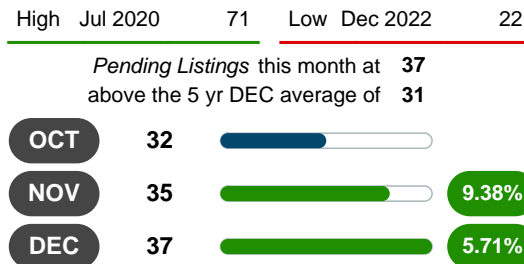 High Jul 2020 71 Low Dec 2022 22
Pending Listings this month at 37
above the 5 yr DEC average of 31
OCT 32
NOV 35 9.38%
DEC 37 5.71%